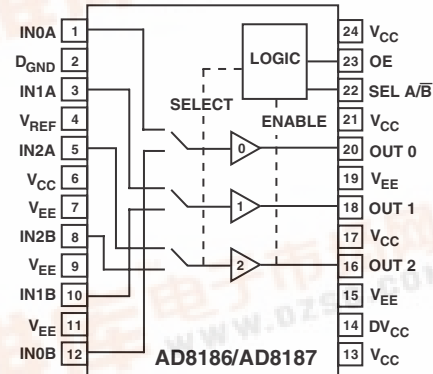 IN0A 1
DGND 2
IN1A 3
VREF 4
IN2A 5
VCC 6
VEE 7
IN2B 8
VEE 9
IN1B 10
VEE 11
IN0B 12
LOGIC
SELECT
ENABLE
0
1
2
24 VCC
23 OE
22 SEL A/B̅
21 VCC
20 OUT 0
19 VEE
18 OUT 1
17 VCC
16 OUT 2
15 VEE
14 DVCC
13 VCC
AD8186/AD8187